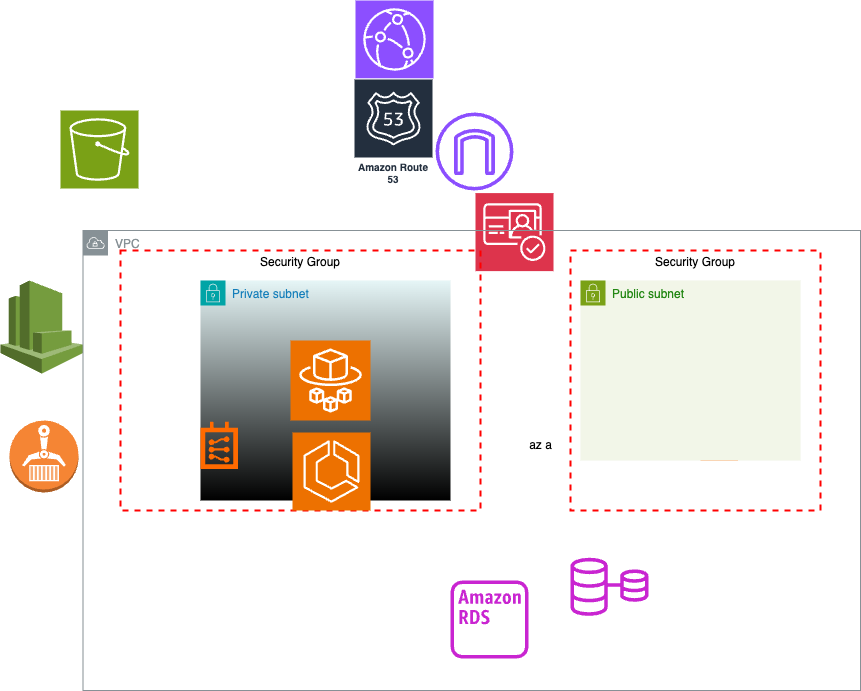 53
Amazon Route
53
VPC
Security Group
Security Group
Private subnet
Public subnet
az a
Amazon
RDS